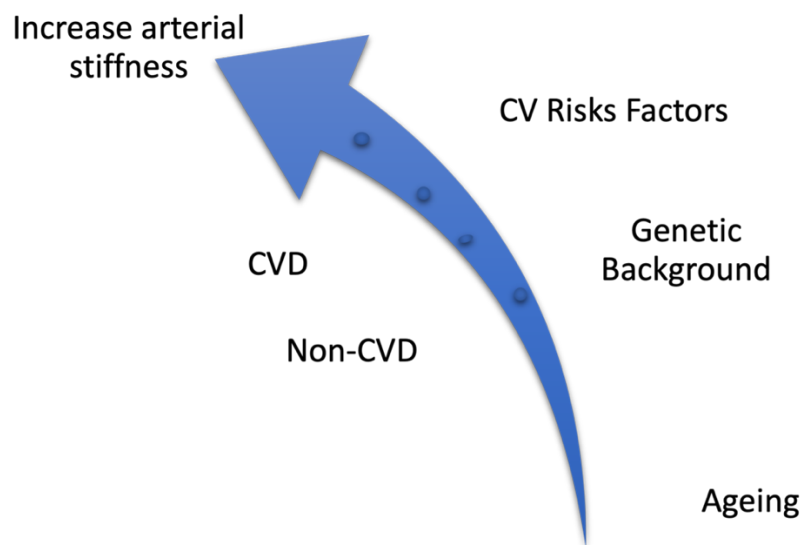 Increase arterial
stiffness
CV Risks Factors
Genetic
Background
CVD
Non-CVD
Ageing